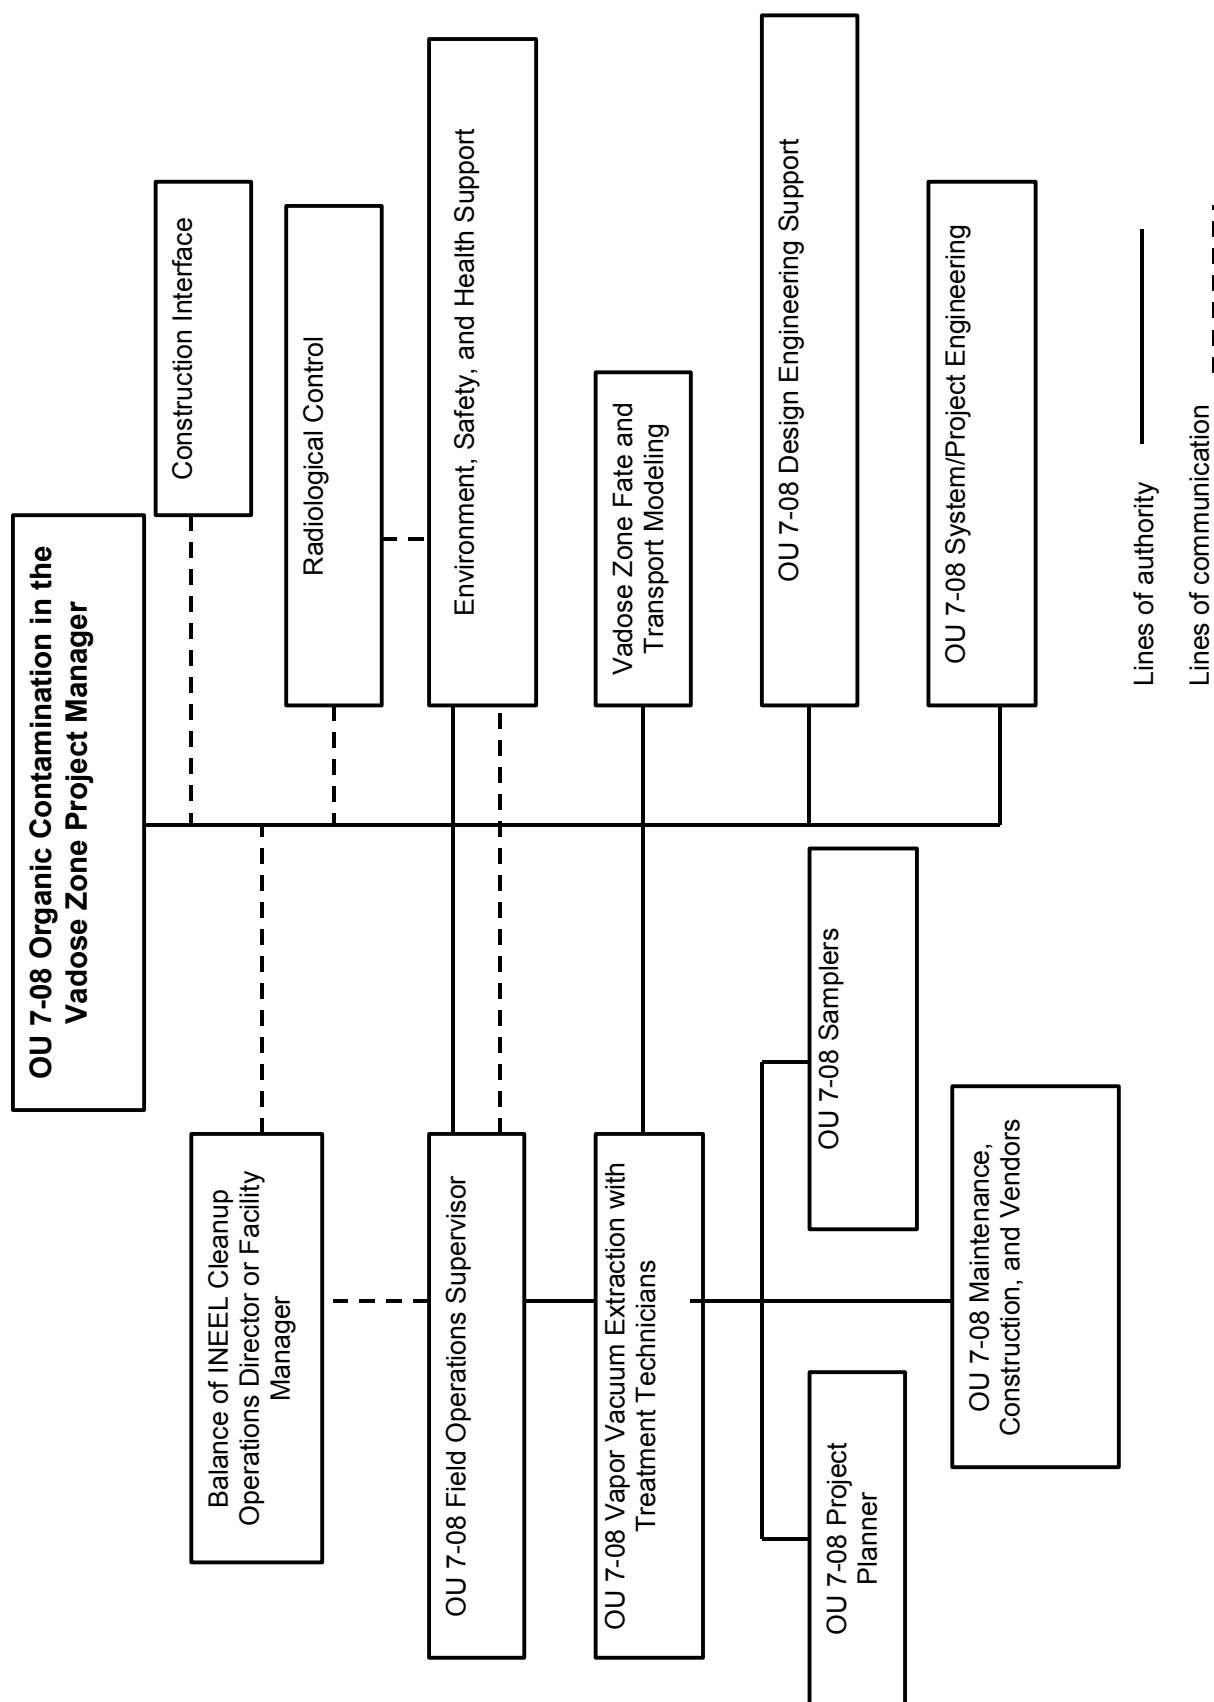 OU 7-08 Organic Contamination in the
Vadose Zone Project Manager
Construction Interface
Balance of INEEL Cleanup
Operations Director or Facility
Manager
Radiological Control
OU 7-08 Field Operations Supervisor
Environment, Safety, and Health Support
OU 7-08 Vapor Vacuum Extraction with
Treatment Technicians
Vadose Zone Fate and
Transport Modeling
OU 7-08 Project
Planner
OU 7-08 Samplers
OU 7-08 Design Engineering Support
OU 7-08 Maintenance,
Construction, and Vendors
OU 7-08 System/Project Engineering
Lines of authority
Lines of communication